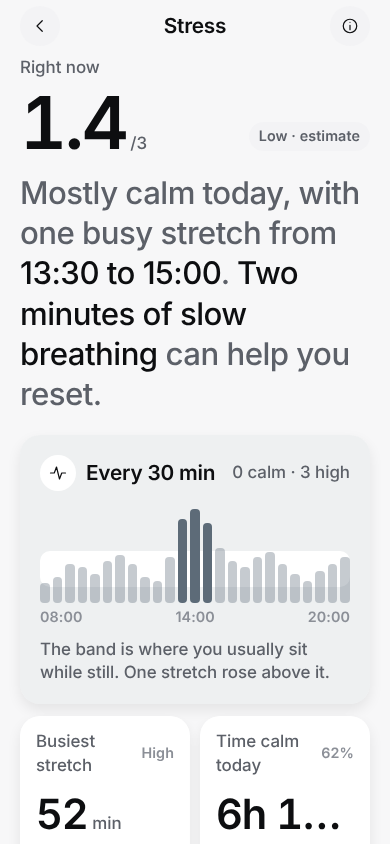 Stress
Right now
1.4 /3
Low · estimate
Mostly calm today, with
one busy stretch from
13:30 to 15:00. Two
minutes of slow
breathing can help you
reset.
Every 30 min 0 calm · 3 high
08:00 14:00 20:00
The band is where you usually sit
while still. One stretch rose above it.
Busiest
stretch
High
52 min
Time calm
today
62%
6h 1...